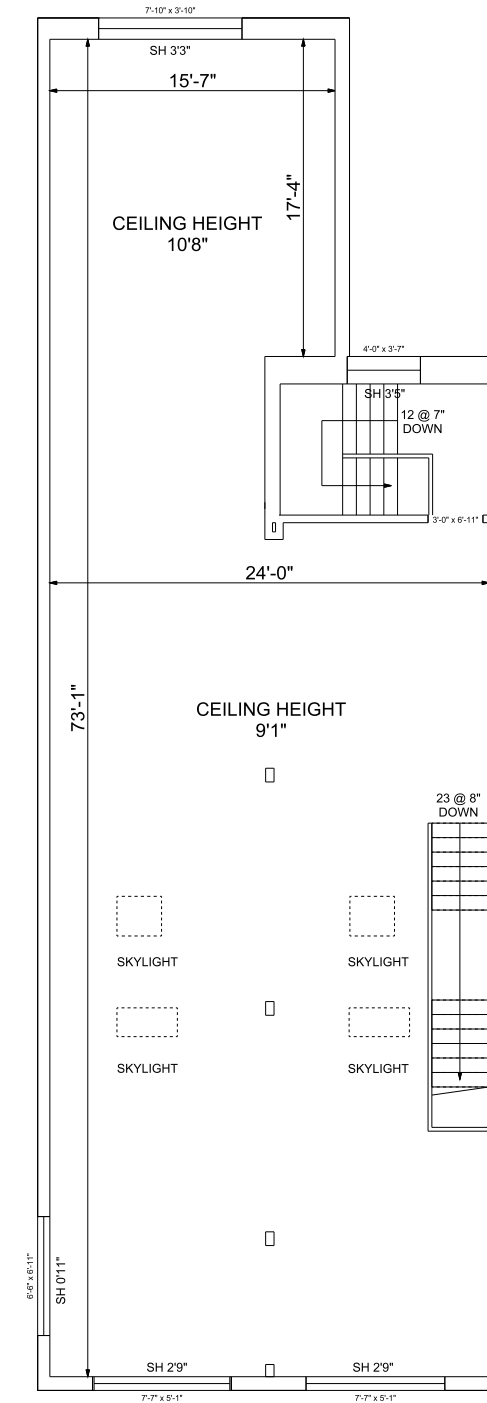 7'-10" x 3'-10"
SH 3'3"
15'-7"
17'-4"
CEILING HEIGHT
10'8"
4'-0" x 3'-7"
SH 3'5"
12 @ 7"
DOWN
3'-0" x 6'-11"
24'-0"
73'-1"
CEILING HEIGHT
9'1"
23 @ 8"
DOWN
SKYLIGHT
SKYLIGHT
SKYLIGHT
SKYLIGHT
6'-6" x 6'-11"
SH 0'11"
SH 2'9"
SH 2'9"
7'-7" x 5'-1"
7'-7" x 5'-1"